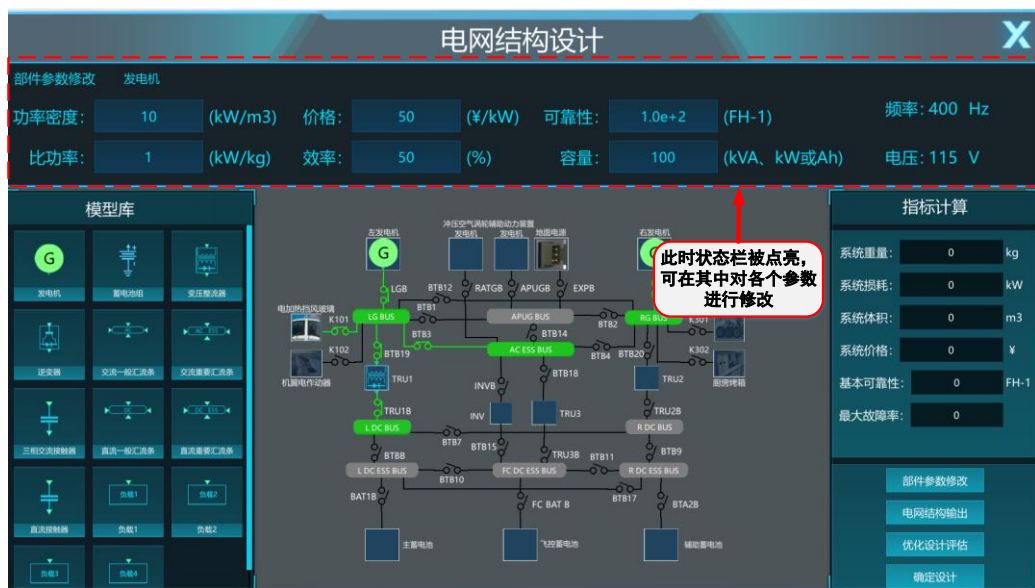 电网结构设计
X
部件参数修改 发电机
功率密度: 10 (kW/m3) 价格: 50 (¥/kW) 可靠性: 1.0e+2 (FH-1) 频率: 400 Hz
比功率: 1 (kW/kg) 效率: 50 (%) 容量: 100 (kVA、kW或Ah) 电压: 115 V
模型库
G
发电机
蓄电池组
变压整流器
逆变器
AC
交流一般汇流条
AC ESS
交流重要汇流条
三相交流接触器
DC
直流一般汇流条
DC ESS
直流重要汇流条
直流接触器
负载1
负载1
负载2
负载2
负载3
负载4
左发电机
冲压空气涡轮辅助动力装置
发电机
发电机
地面电源
右发电机
G
G
LGB
BTB12
RATGB
APUGB
EXPB
电加热挡风玻璃
K101
LG BUS
BTB1
APUG BUS
BTB2
RG BUS
K301
BTB3
BTB14
K102
BTB19
AC ESS BUS
BTB4
BTB20
K302
机翼电作动器
TRU1
INVB
BTB18
TRU2
厨房烤箱
TRU1B
INV
TRU3
TRU2B
L DC BUS
R DC BUS
BTB7
BTB8
BTB15
TRU3B
BTB11
BTB9
L DC ESS BUS
BTB10
FC DC ESS BUS
R DC ESS BUS
BAT1B
FC BAT B
BTB17
BTA2B
主蓄电池
飞控蓄电池
辅助蓄电池
此时状态栏被点亮,
可在其中对各个参数
进行修改
指标计算
系统重量: 0 kg
系统损耗: 0 kW
系统体积: 0 m3
系统价格: 0 ¥
基本可靠性: 0 FH-1
最大故障率: 0
部件参数修改
电网结构输出
优化设计评估
确定设计